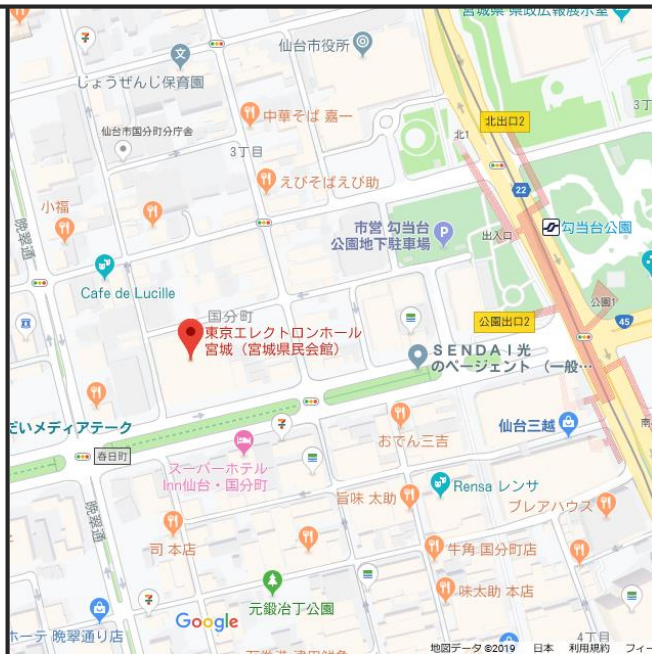 宮城県 県政広報展示室
仙台市役所
じょうぜんじ保育園
中華そば 嘉一
北出口2
北1
3丁
仙台市国分町分庁舎
3丁目
えびそばえび助
22
小福
晩翠通
市営 勾当台
公園地下駐車場
出入口
勾当台公園
Cafe de Lucille
国分町
公園1
公園出口2
45
東京エレクトロンホール
宮城（宮城県民会館）
SENDAI光
のページェント （一般…
だいメディアテーク
春日町
おでん三吉
仙台三越
南
スーパーホテル
Inn仙台・国分町
旨味 太助
Rensa レンサ
ブレアハウス
晩翠通
司 本店
牛角 国分町店
元鍛冶丁公園
味太助 本店
ホーテ 晩翠通り店
Google
4丁目
地図データ ©2019 日本 利用規約 フィー